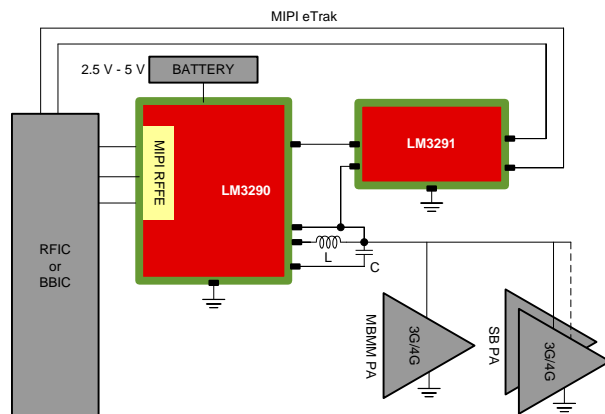 MIPI eTrak
2.5 V - 5 V
BATTERY
MIPI RFFE
LM3290
LM3291
RFIC
or
BBIC
L
C
MBMM PA
3G/4G
SB PA
3G/4G